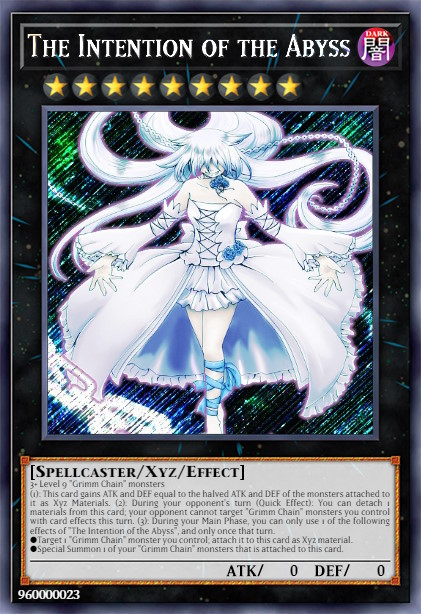 The Intention of the Abyss
DARK
闇
[Spellcaster/Xyz/Effect]
3+ Level 9 "Grimm Chain" monsters
(1): This card gains ATK and DEF equal to the halved ATK and DEF of the monsters attached to
it as Xyz Materials. (2): During your opponent's turn (Quick Effect): You can detach 1
materials from this card; your opponent cannot target "Grimm Chain" monsters you control
with card effects this turn. (3): During your Main Phase, you can only use 1 of the following
effects of "The Intention of the Abyss", and only once that turn.
●Target 1 "Grimm Chain" monster you control; attach it to this card as Xyz material.
●Special Summon 1 of your "Grimm Chain" monsters that is attached to this card.
ATK/ 0 DEF/ 0
960000023